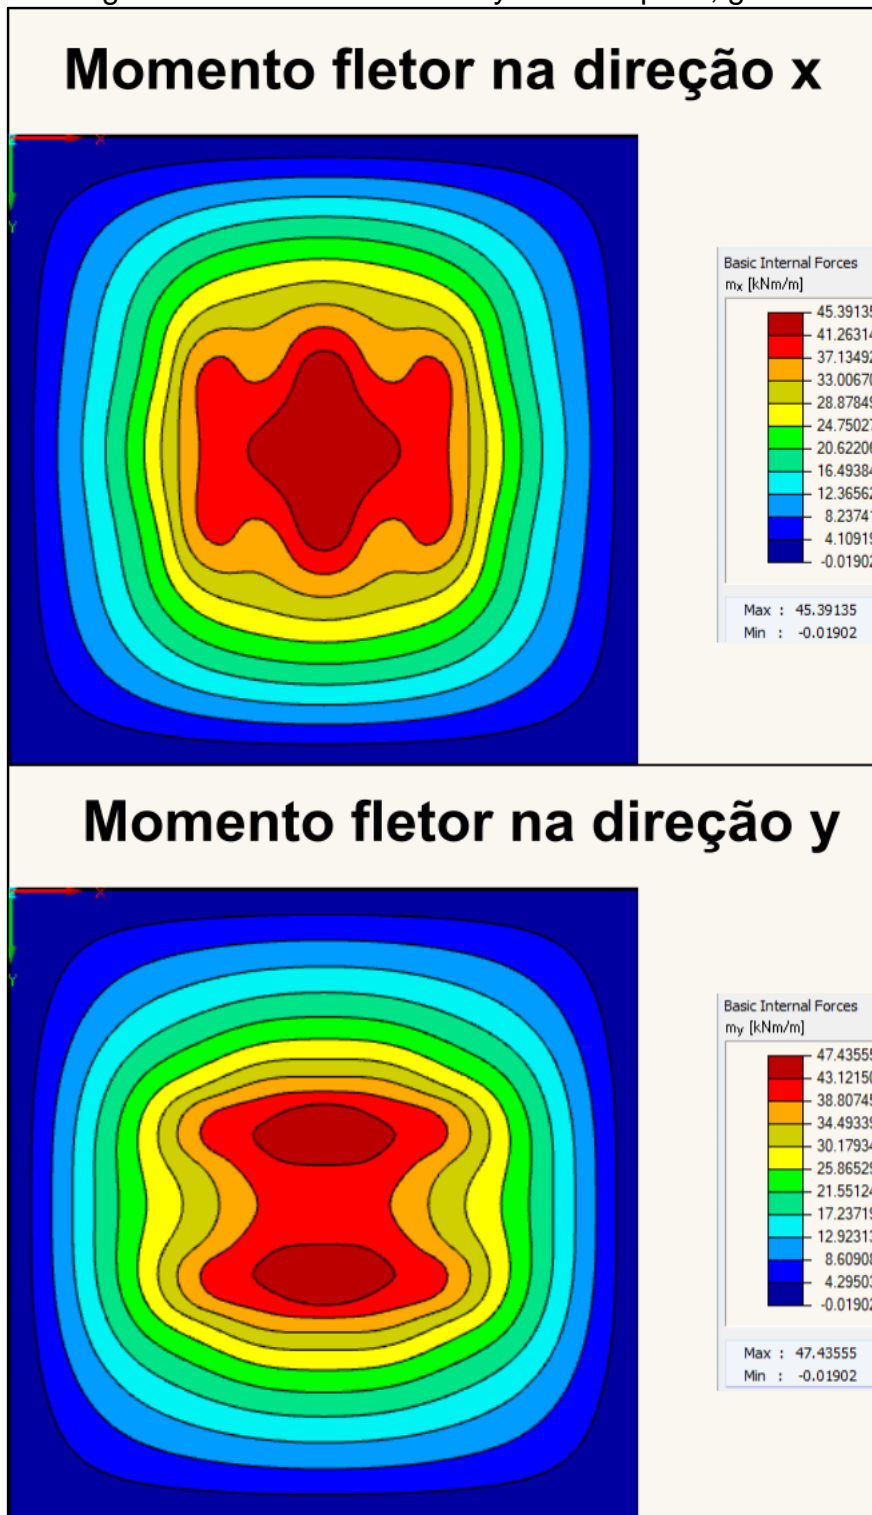 Momento fletor na direção x
X
Y
Basic Internal Forces
mx [kNm/m]
45.39135
41.26314
37.13492
33.00670
28.87849
24.75027
20.62206
16.49384
12.36562
8.23741
4.10919
-0.01902
Max : 45.39135
Min : -0.01902
Momento fletor na direção y
X
Y
Basic Internal Forces
my [kNm/m]
47.43555
43.12150
38.80745
34.49339
30.17934
25.86529
21.55124
17.23719
12.92313
8.60908
4.29503
-0.01902
Max : 47.43555
Min : -0.01902